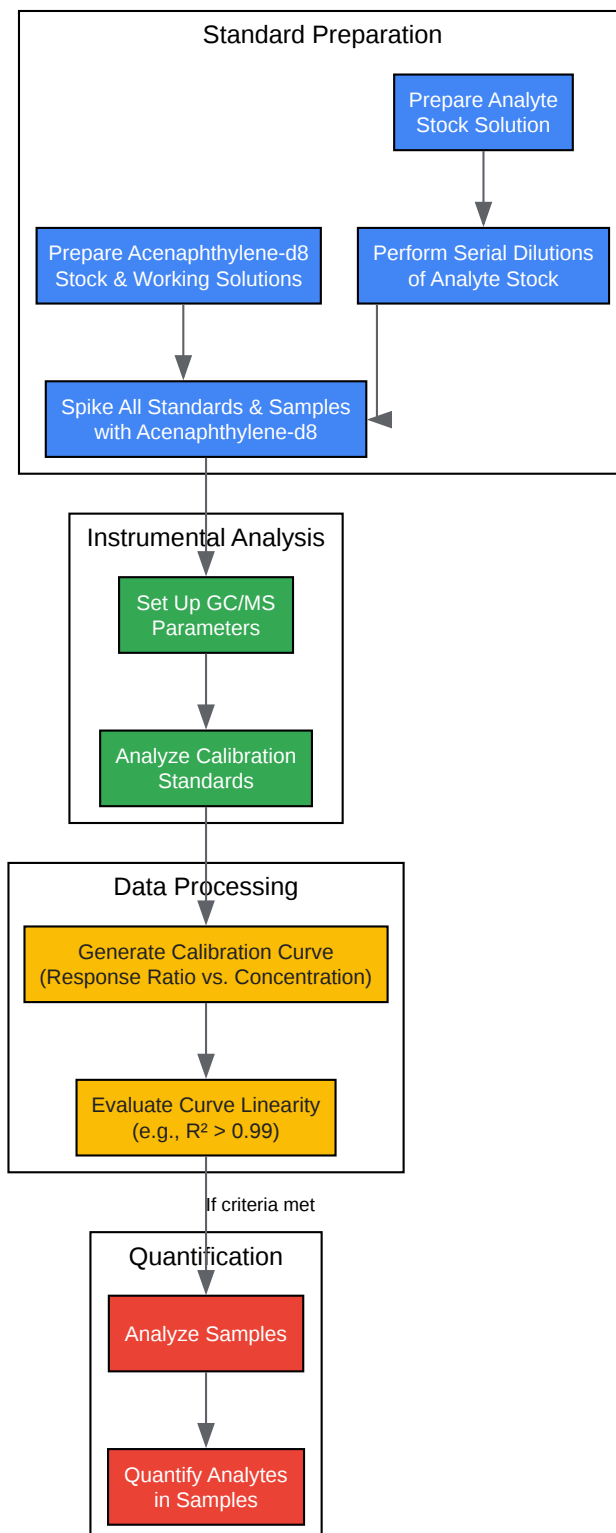 Standard Preparation
Prepare Analyte
Stock Solution
Prepare Acenaphthylene-d8
Stock & Working Solutions
Perform Serial Dilutions
of Analyte Stock
Spike All Standards & Samples
with Acenaphthylene-d8
Instrumental Analysis
Set Up GC/MS
Parameters
Analyze Calibration
Standards
Data Processing
Generate Calibration Curve
(Response Ratio vs. Concentration)
Evaluate Curve Linearity
(e.g., R² > 0.99)
If criteria met
Quantification
Analyze Samples
Quantify Analytes
in Samples